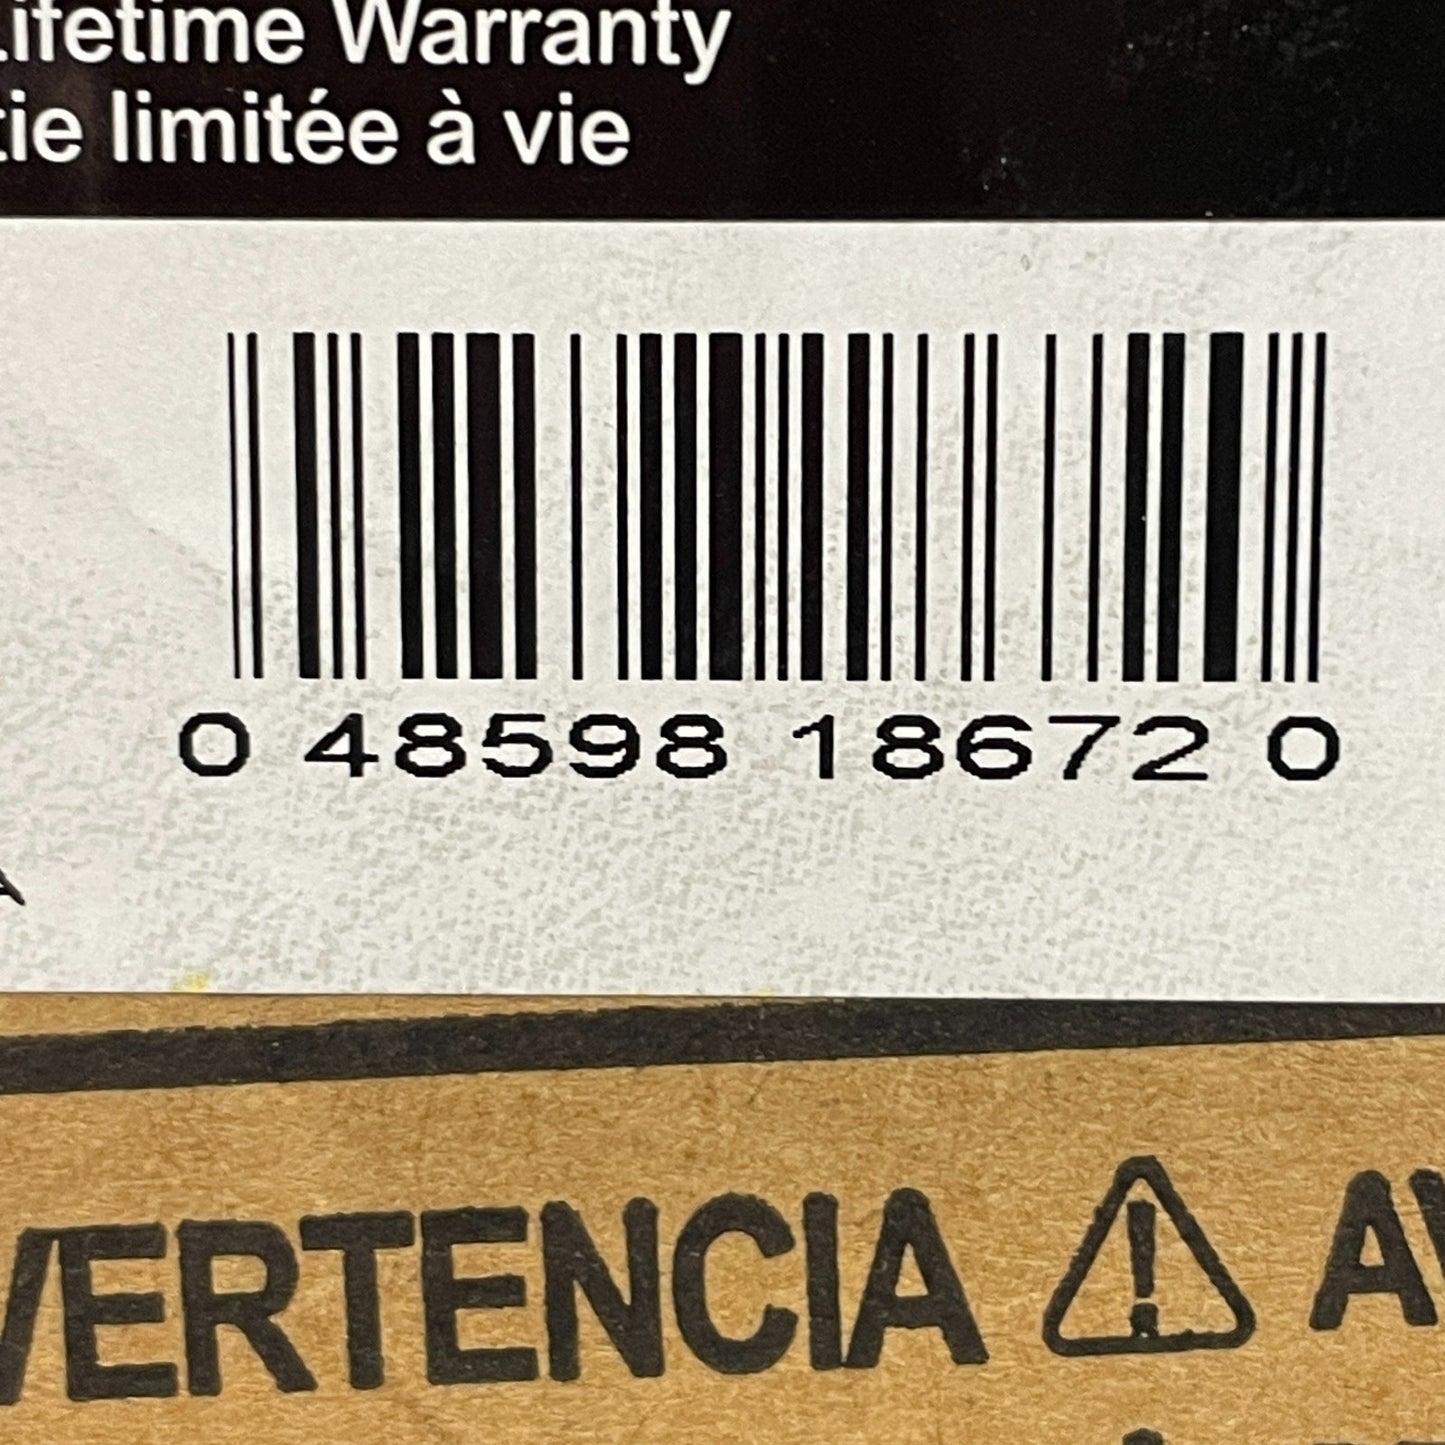 Lifetime Warranty
tie limitée à vie
0 48598 18672 0
A
VERTENCIA ⚠ AV